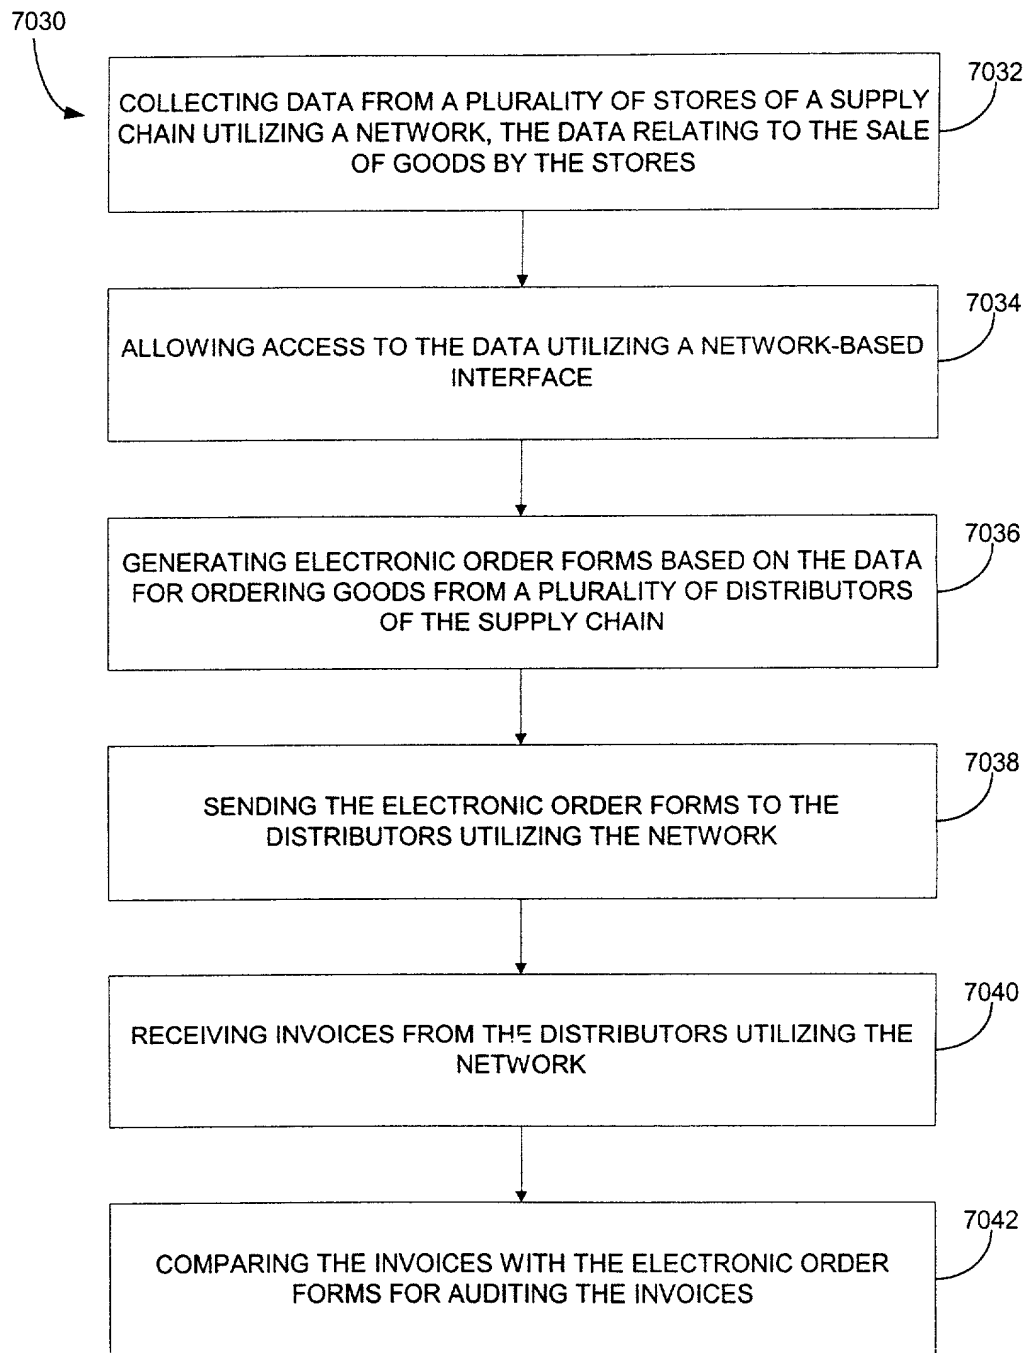 7030
7032
COLLECTING DATA FROM A PLURALITY OF STORES OF A SUPPLY
CHAIN UTILIZING A NETWORK, THE DATA RELATING TO THE SALE
OF GOODS BY THE STORES
7034
ALLOWING ACCESS TO THE DATA UTILIZING A NETWORK-BASED
INTERFACE
7036
GENERATING ELECTRONIC ORDER FORMS BASED ON THE DATA
FOR ORDERING GOODS FROM A PLURALITY OF DISTRIBUTORS
OF THE SUPPLY CHAIN
7038
SENDING THE ELECTRONIC ORDER FORMS TO THE
DISTRIBUTORS UTILIZING THE NETWORK
7040
RECEIVING INVOICES FROM THE DISTRIBUTORS UTILIZING THE
NETWORK
7042
COMPARING THE INVOICES WITH THE ELECTRONIC ORDER
FORMS FOR AUDITING THE INVOICES